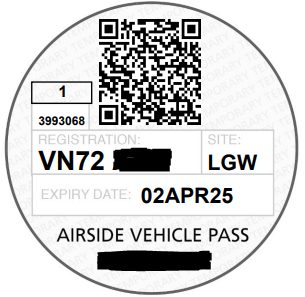 1
3993068
REGISTRATION:
SITE:
VN72
LGW
EXPIRY DATE: 02APR25
AIRSIDE VEHICLE PASS